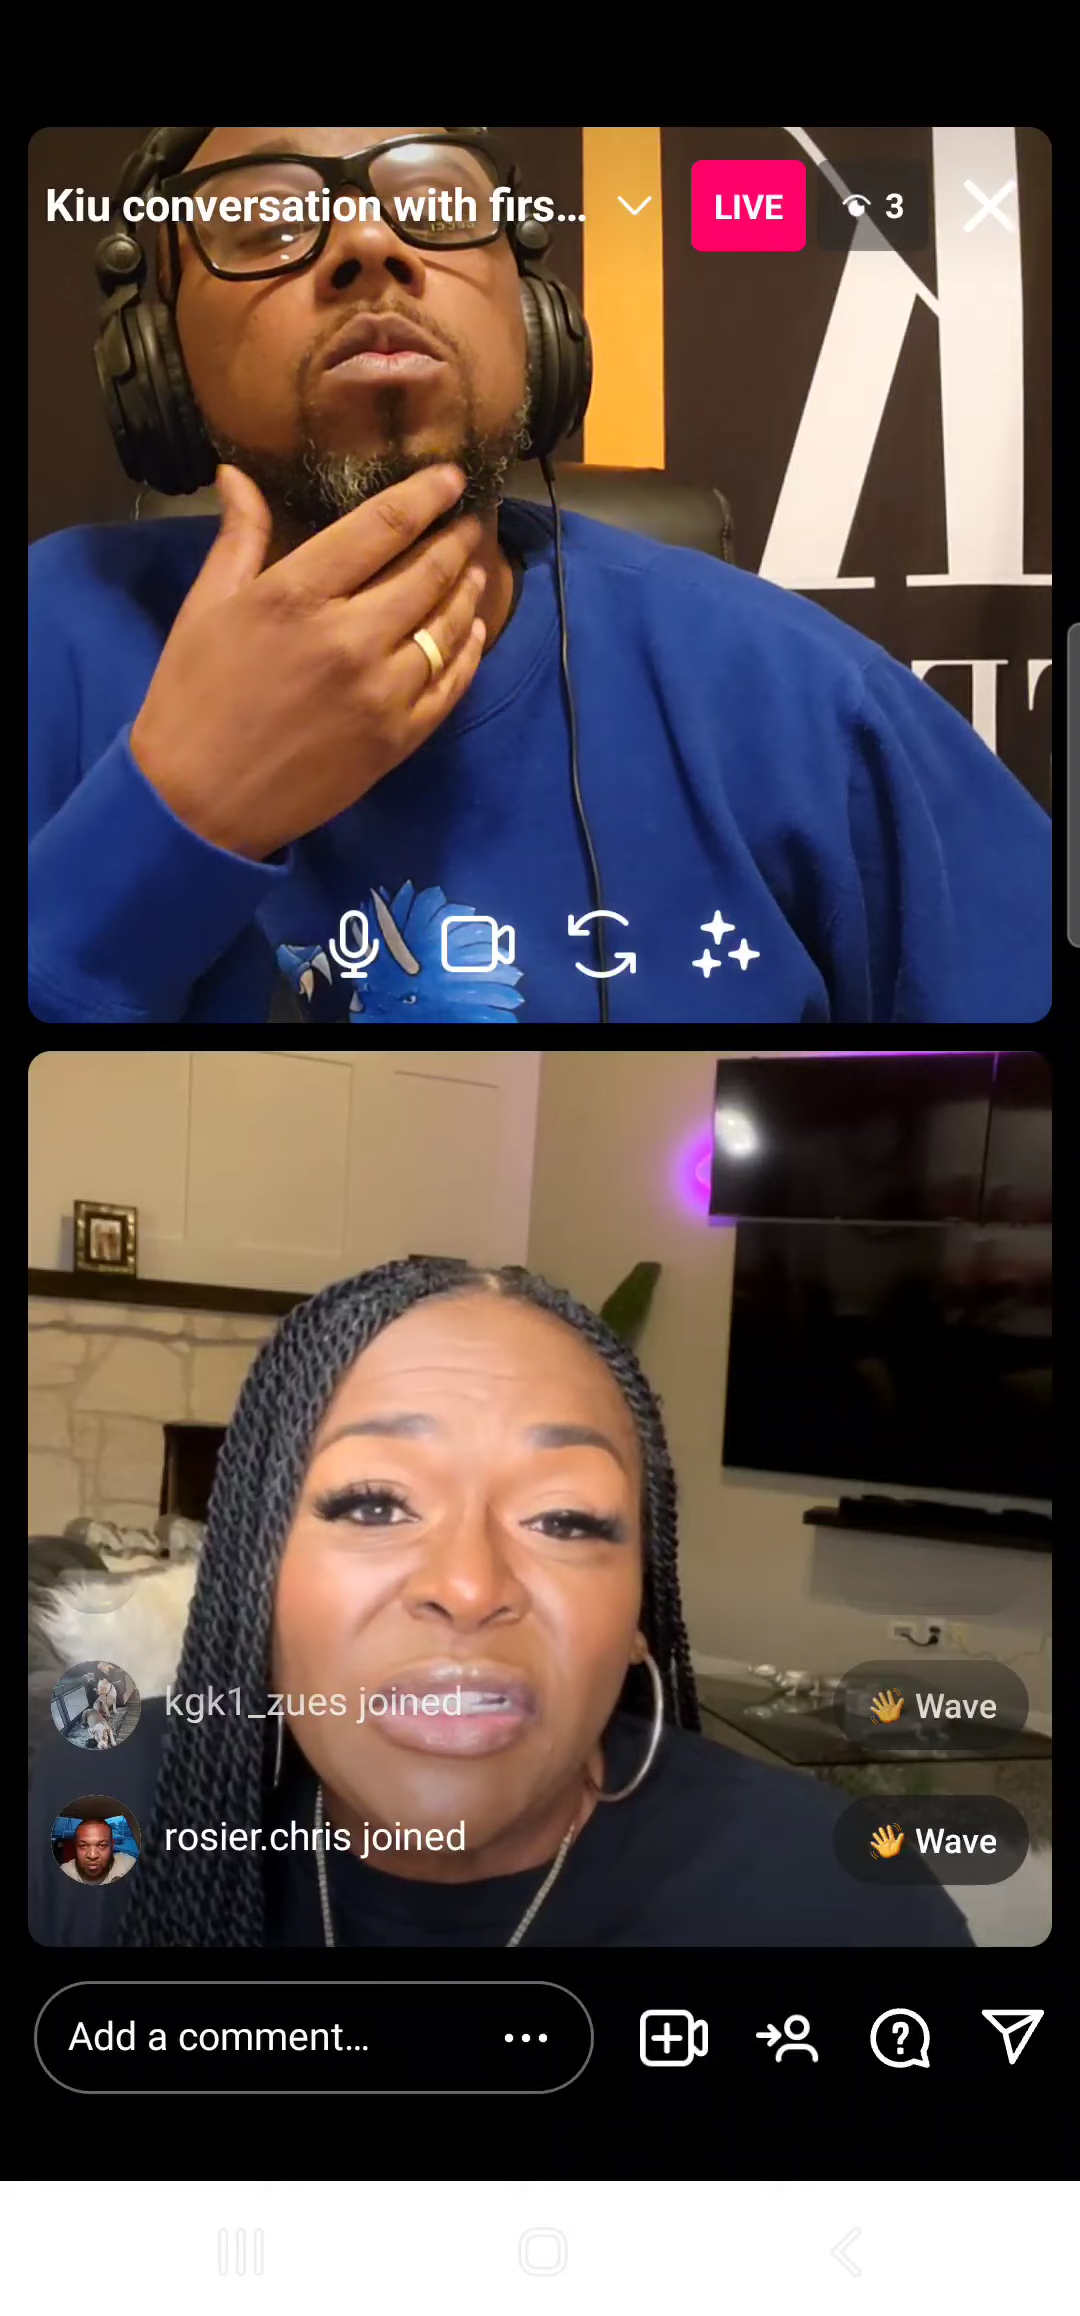 Kiu conversation with firs...
LIVE
3
kgk1_zues joined
👋 Wave
rosier.chris joined
👋 Wave
Add a comment...